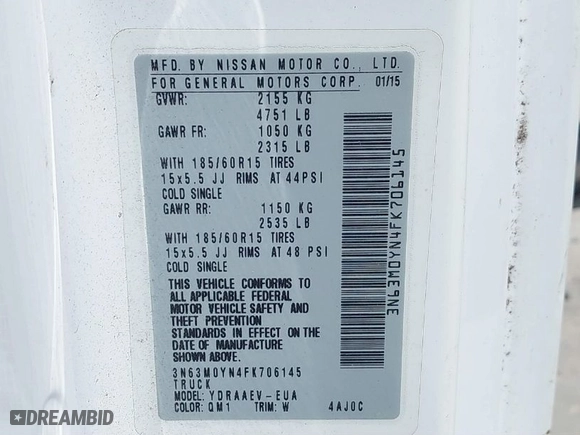 MFD. BY NISSAN MOTOR CO., LTD.
FOR GENERAL MOTORS CORP. 01/15
GVWR: 2155 KG
4751 LB
GAWR FR: 1050 KG
2315 LB
WITH 185/60R15 TIRES
15x5.5 JJ RIMS AT 44PSI
COLD SINGLE
GAWR RR: 1150 KG
2535 LB
WITH 185/60R15 TIRES
15x5.5 JJ RIMS AT 48 PSI
COLD SINGLE
THIS VEHICLE CONFORMS TO
ALL APPLICABLE FEDERAL
MOTOR VEHICLE SAFETY AND
THEFT PREVENTION
STANDARDS IN EFFECT ON THE
DATE OF MANUFACTURE
SHOWN ABOVE.
3N63M0YN4FK706145
TRUCK
MODEL: YDRAAEV-EUA
COLOR: QM1 TRIM: W 4AJ0C
3N63M0YN4FK706145
DREAMBID
dreambid.com